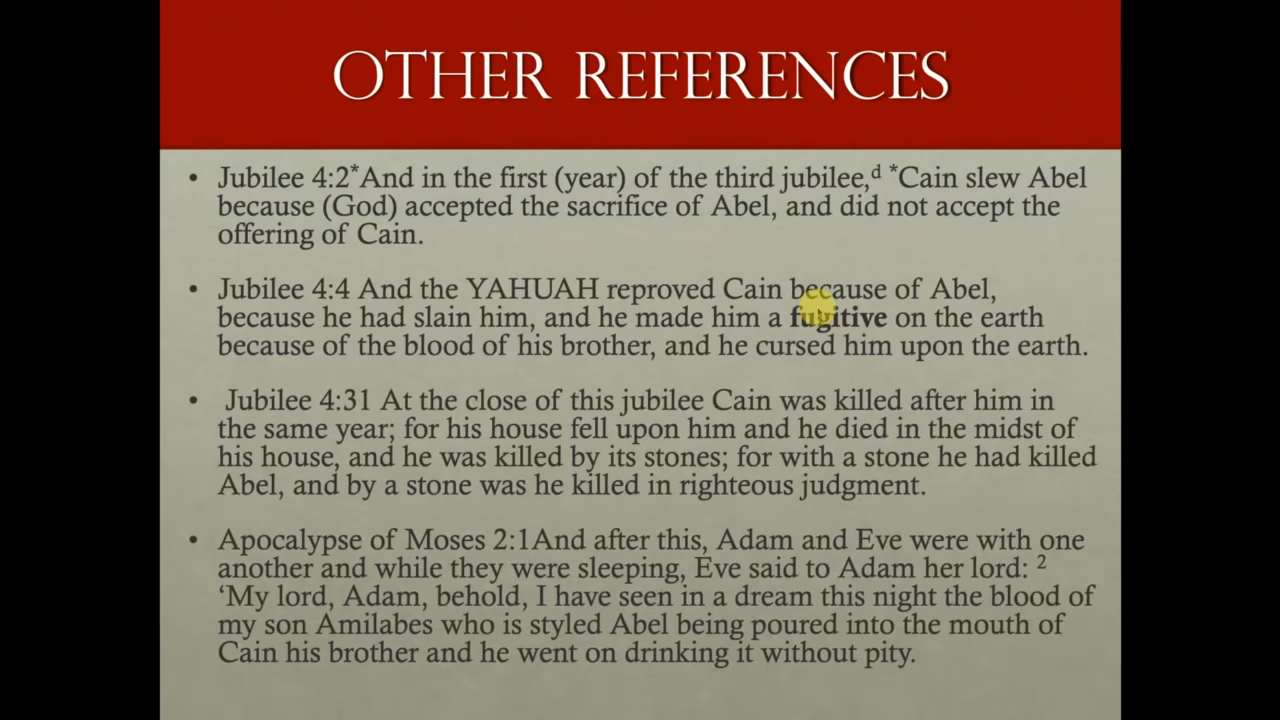 OTHER REFERENCES
• Jubilee 4:2*And in the first (year) of the third jubilee,ᵈ *Cain slew Abel
because (God) accepted the sacrifice of Abel, and did not accept the
offering of Cain.
• Jubilee 4:4 And the YAHUAH reproved Cain because of Abel,
because he had slain him, and he made him a fugitive on the earth
because of the blood of his brother, and he cursed him upon the earth.
• Jubilee 4:31 At the close of this jubilee Cain was killed after him in
the same year; for his house fell upon him and he died in the midst of
his house, and he was killed by its stones; for with a stone he had killed
Abel, and by a stone was he killed in righteous judgment.
• Apocalypse of Moses 2:1And after this, Adam and Eve were with one
another and while they were sleeping, Eve said to Adam her lord: ²
‘My lord, Adam, behold, I have seen in a dream this night the blood of
my son Amilabes who is styled Abel being poured into the mouth of
Cain his brother and he went on drinking it without pity.